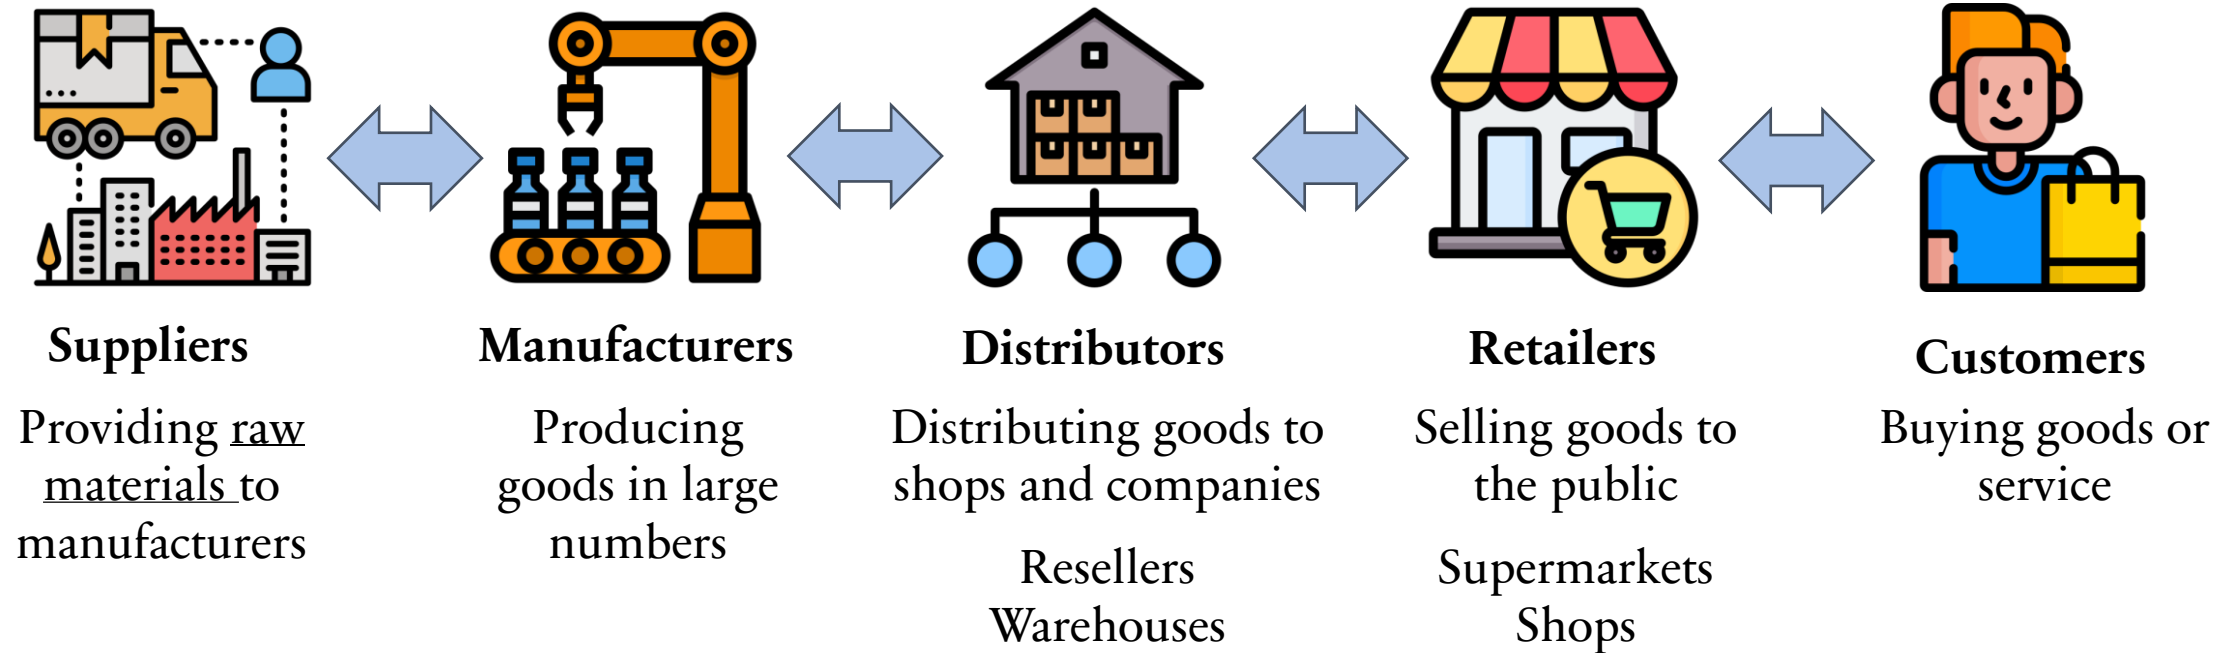 Suppliers
Providing raw
materials to
manufacturers
Manufacturers
Producing
goods in large
numbers
Distributors
Distributing goods to
shops and companies
Resellers
Warehouses
Retailers
Selling goods to
the public
Supermarkets
Shops
Customers
Buying goods or
service